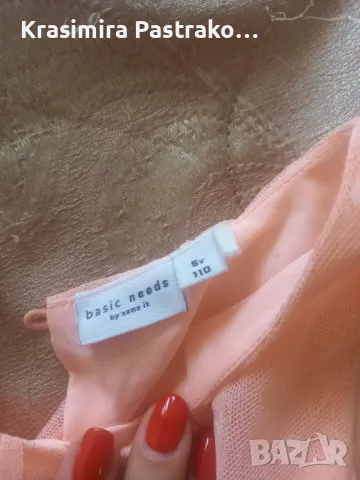 Krasimira Pastrako...
basic needs
by name it
5Y
110
BAZAR